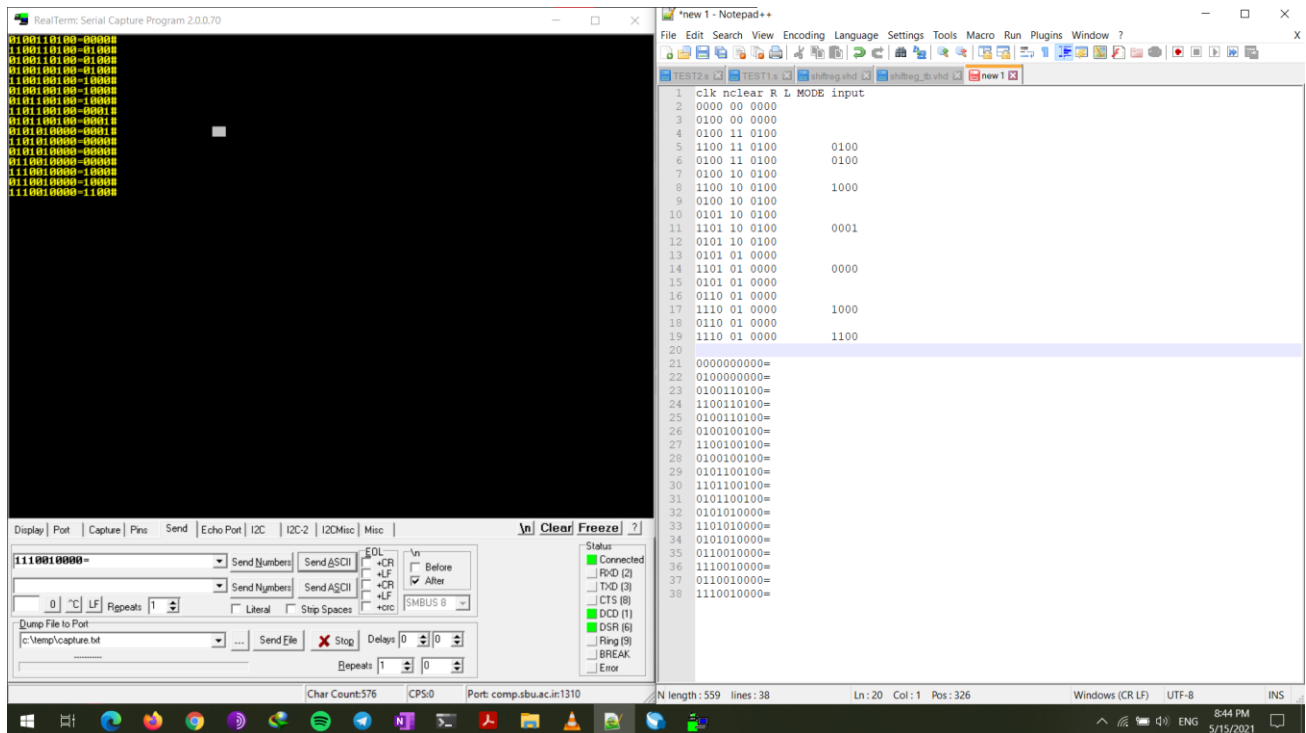 RealTerm: Serial Capture Program 2.0.0.70
0100110100=0000#
1100110100=0100#
0100110100=0100#
0100100100=0100#
1100100100=1000#
0100100100=1000#
0101100100=1000#
1101100100=0001#
0101100100=0001#
0101010000=0001#
1101010000=0000#
0101010000=0000#
0110010000=0000#
1110010000=1000#
0110010000=1000#
1110010000=1100#
Display Port Capture Pins Send Echo Port I2C I2C-2 I2CMisc Misc \n Clear Freeze ?
1110010000= Send Numbers Send ASCII
EOL
+CR
+LF
\n
Before
After
Send Numbers Send ASCII
+CR
+LF
+crc
SMBUS 8
0 ^C LF Repeats 1 Literal Strip Spaces
Dump File to Port
c:\temp\capture.txt ... Send File Stop Delays 0 0
Repeats 1 0
Status
Connected
RXD (2)
TXD (3)
CTS (8)
DCD (1)
DSR (6)
Ring (9)
BREAK
Error
Char Count:576 CPS:0 Port: comp.sbu.ac.ir:1310
*new 1 - Notepad++
File Edit Search View Encoding Language Settings Tools Macro Run Plugins Window ? X
TEST2.s TEST1.s shiftreg.vhd shiftreg_tb.vhd new 1
1 clk nclear R L MODE input
2 0000 00 0000
3 0100 00 0000
4 0100 11 0100
5 1100 11 0100 0100
6 0100 11 0100 0100
7 0100 10 0100
8 1100 10 0100 1000
9 0100 10 0100
10 0101 10 0100
11 1101 10 0100 0001
12 0101 10 0100
13 0101 01 0000
14 1101 01 0000 0000
15 0101 01 0000
16 0110 01 0000
17 1110 01 0000 1000
18 0110 01 0000
19 1110 01 0000 1100
20
21 0000000000=
22 0100000000=
23 0100110100=
24 1100110100=
25 0100110100=
26 0100100100=
27 1100100100=
28 0100100100=
29 0101100100=
30 1101100100=
31 0101100100=
32 0101010000=
33 1101010000=
34 0101010000=
35 0110010000=
36 1110010000=
37 0110010000=
38 1110010000=
N length : 559 lines : 38 Ln : 20 Col : 1 Pos : 326 Windows (CR LF) UTF-8 INS
ENG 8:44 PM
5/15/2021